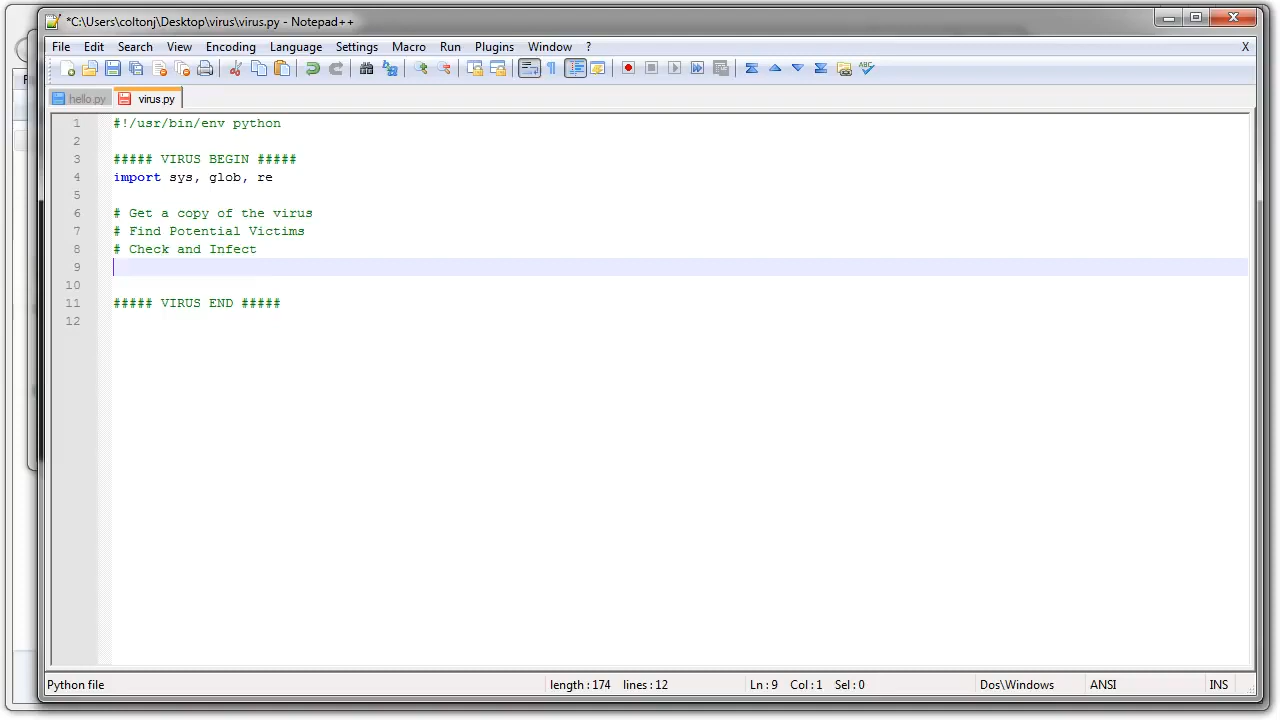 *C:\Users\coltonj\Desktop\virus\virus.py - Notepad++
File Edit Search View Encoding Language Settings Macro Run Plugins Window ? X
hello.py virus.py
1 #!/usr/bin/env python
2
3 ##### VIRUS BEGIN #####
4 import sys, glob, re
5
6 # Get a copy of the virus
7 # Find Potential Victims
8 # Check and Infect
9
10
11 ##### VIRUS END #####
12
Python file length : 174 lines : 12 Ln : 9 Col : 1 Sel : 0 Dos\Windows ANSI INS